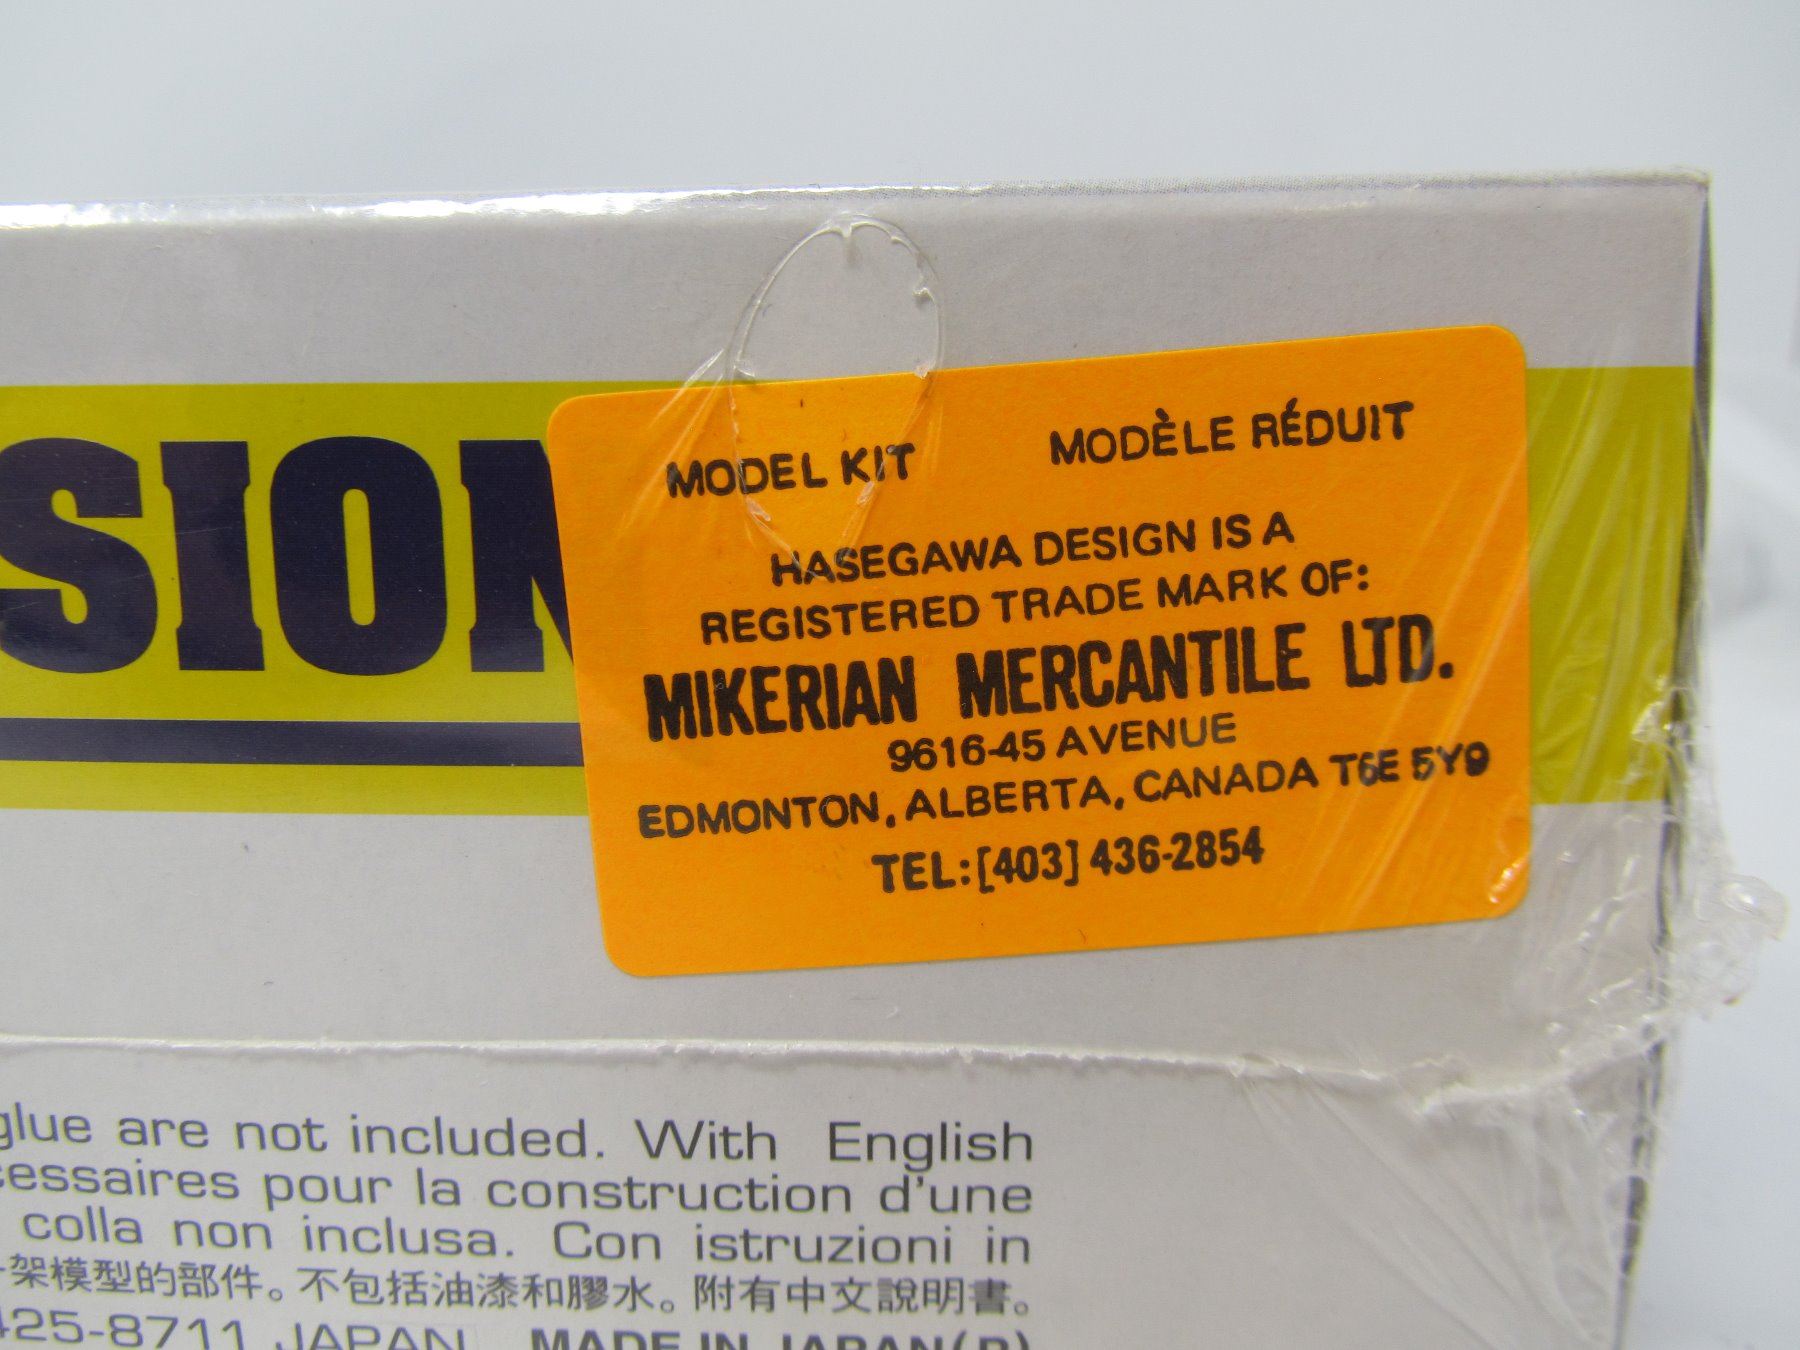 SION
MODEL KIT MODÈLE RÉDUIT
HASEGAWA DESIGN IS A
REGISTERED TRADE MARK OF:
MIKERIAN MERCANTILE LTD.
9616-45 AVENUE
EDMONTON, ALBERTA, CANADA T6E 5Y9
TEL:[403] 436-2854
glue are not included. With English
cessaires pour la construction d'une
colla non inclusa. Con istruzioni in
架模型的部件。不包括油漆和膠水。附有中文說明書。
425-8711 JAPAN MADE IN JAPAN(P)